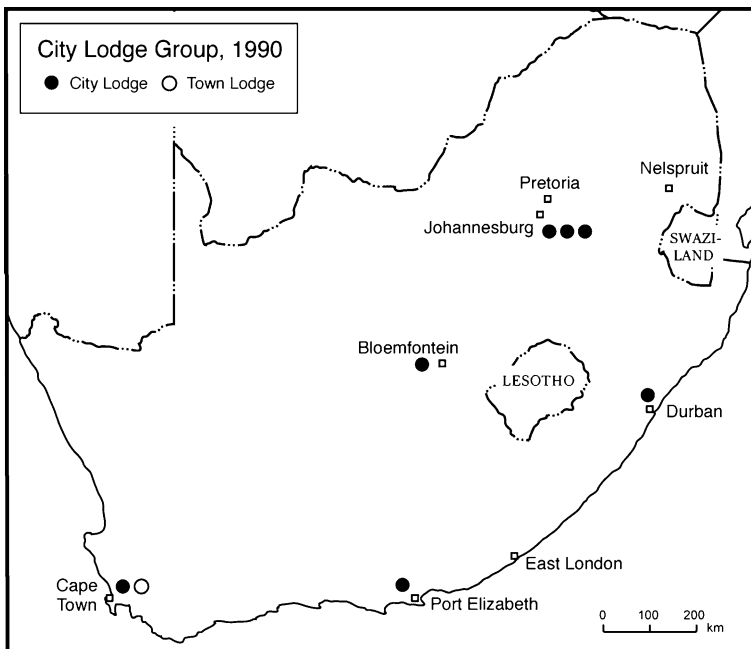 City Lodge Group, 1990
City Lodge Town Lodge
Nelspruit
Pretoria
Johannesburg
SWAZI-
LAND
Bloemfontein
LESOTHO
Durban
East London
Cape
Town
Port Elizabeth
0 100 200
km